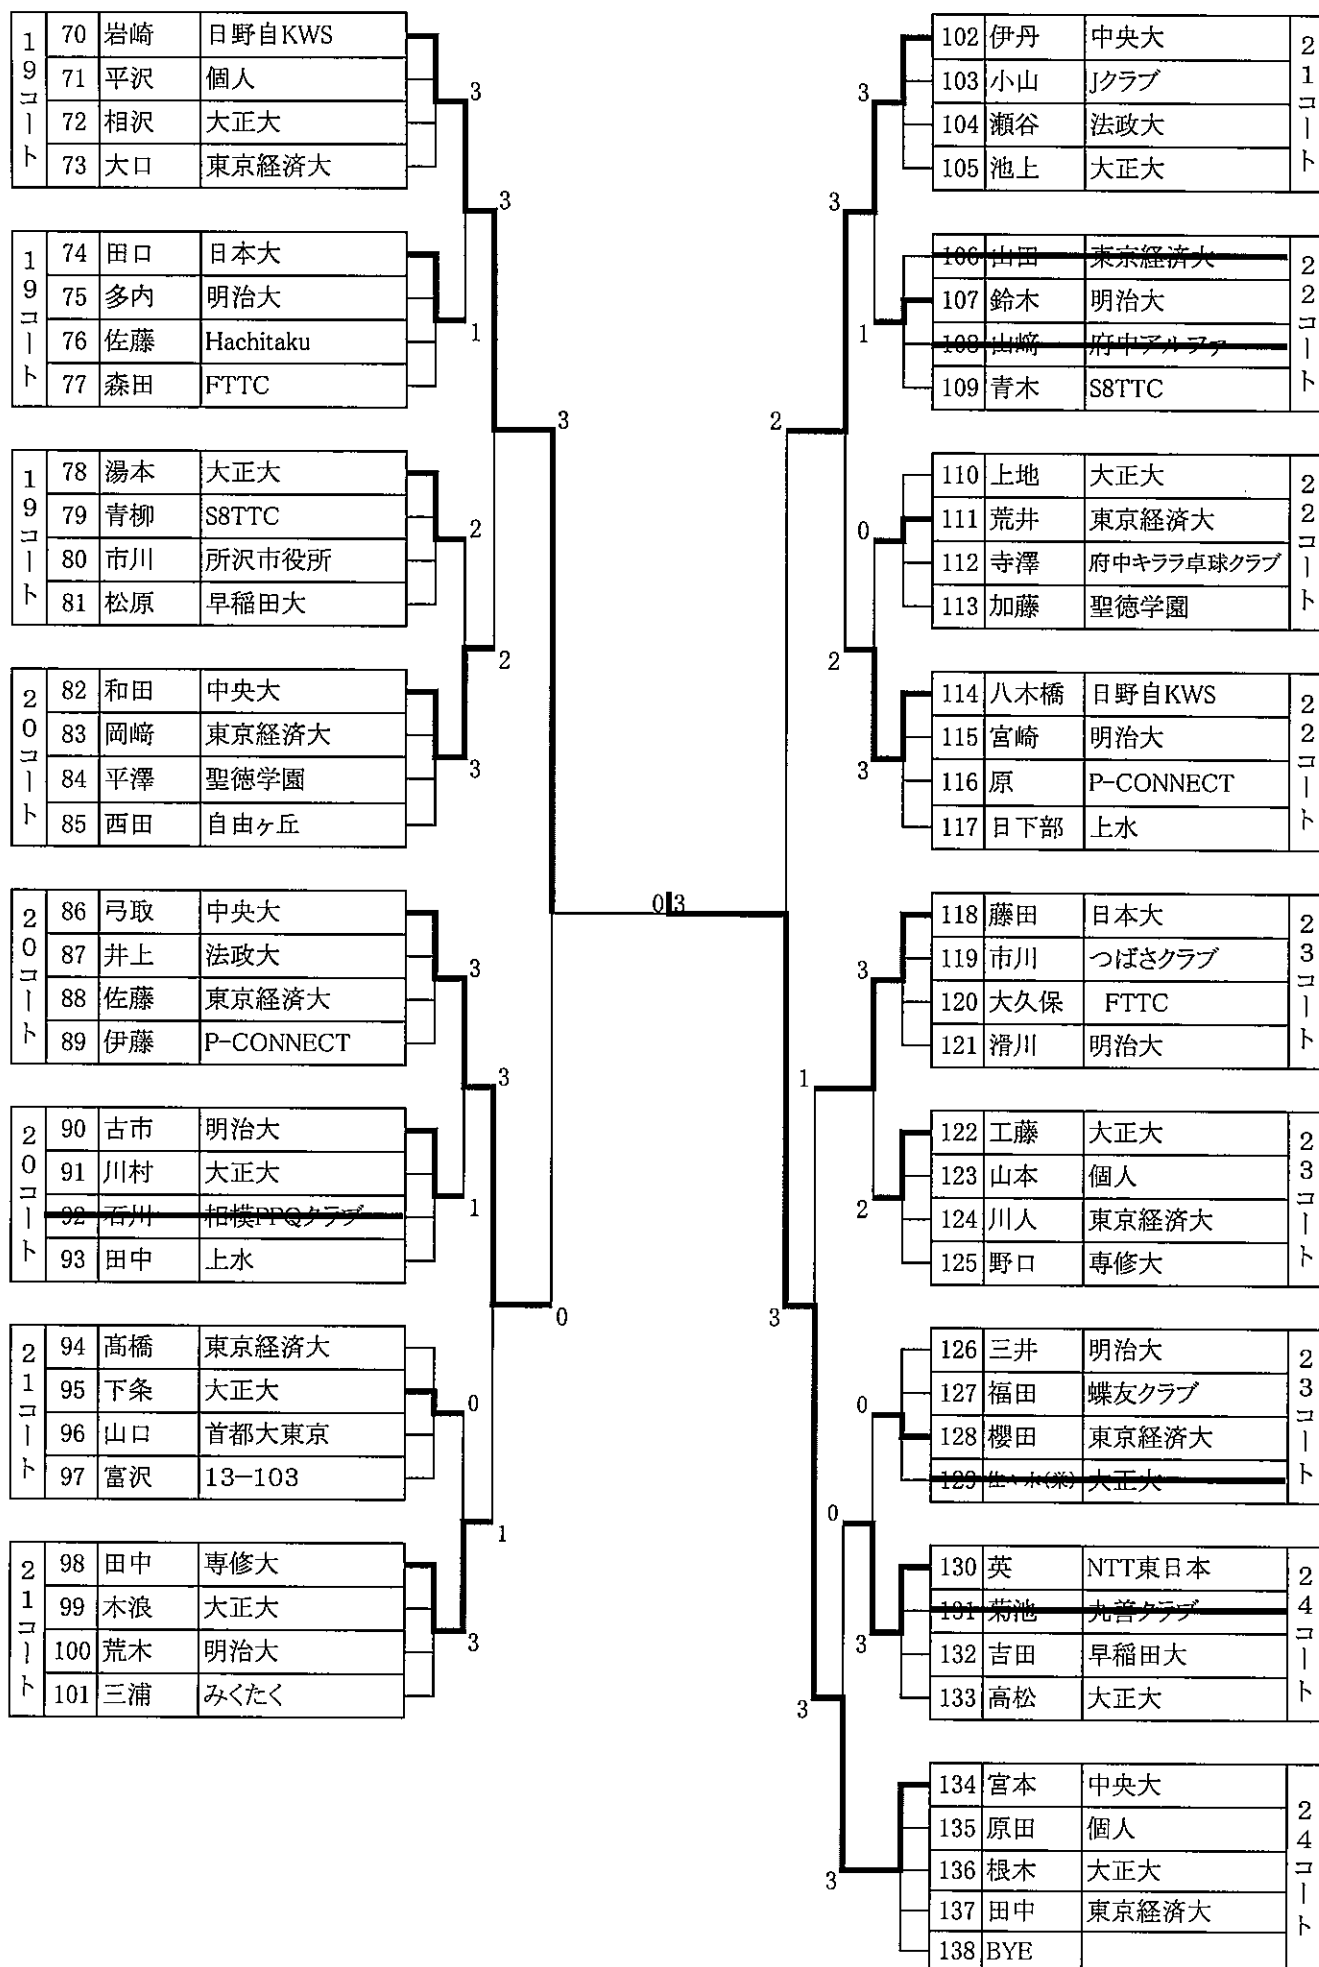 19コート
70 岩崎 日野自KWS
71 平沢 個人
72 相沢 大正大
73 大口 東京経済大
3
3
19コート
74 田口 日本大
75 多内 明治大
76 佐藤 Hachitaku
77 森田 FTTC
1
3
19コート
78 湯本 大正大
79 青柳 S8TTC
80 市川 所沢市役所
81 松原 早稲田大
2
2
20コート
82 和田 中央大
83 岡﨑 東京経済大
84 平澤 聖徳学園
85 西田 自由ヶ丘
3
20コート
86 弓取 中央大
87 井上 法政大
88 佐藤 東京経済大
89 伊藤 P-CONNECT
3
3
20コート
90 古市 明治大
91 川村 大正大
92 石川 相模PPQクラブ
93 田中 上水
1
0
21コート
94 髙橋 東京経済大
95 下条 大正大
96 山口 首都大東京
97 富沢 13-103
0
1
21コート
98 田中 専修大
99 木浪 大正大
100 荒木 明治大
101 三浦 みくたく
3
0 3
21コート
102 伊丹 中央大
103 小山 Jクラブ
104 瀬谷 法政大
105 池上 大正大
3
3
22コート
106 山田 東京経済大
107 鈴木 明治大
108 山﨑 府中アルファ
109 青木 S8TTC
1
2
22コート
110 上地 大正大
111 荒井 東京経済大
112 寺澤 府中キララ卓球クラブ
113 加藤 聖徳学園
0
2
22コート
114 八木橋 日野自KWS
115 宮崎 明治大
116 原 P-CONNECT
117 日下部 上水
3
23コート
118 藤田 日本大
119 市川 つばさクラブ
120 大久保 FTTC
121 滑川 明治大
3
1
23コート
122 工藤 大正大
123 山本 個人
124 川人 東京経済大
125 野口 専修大
2
3
23コート
126 三井 明治大
127 福田 蝶友クラブ
128 櫻田 東京経済大
129 大正大
0
0
24コート
130 英 NTT東日本
131 菊池 丸善クラブ
132 吉田 早稲田大
133 高松 大正大
3
3
24コート
134 宮本 中央大
135 原田 個人
136 根木 大正大
137 田中 東京経済大
138 BYE
3